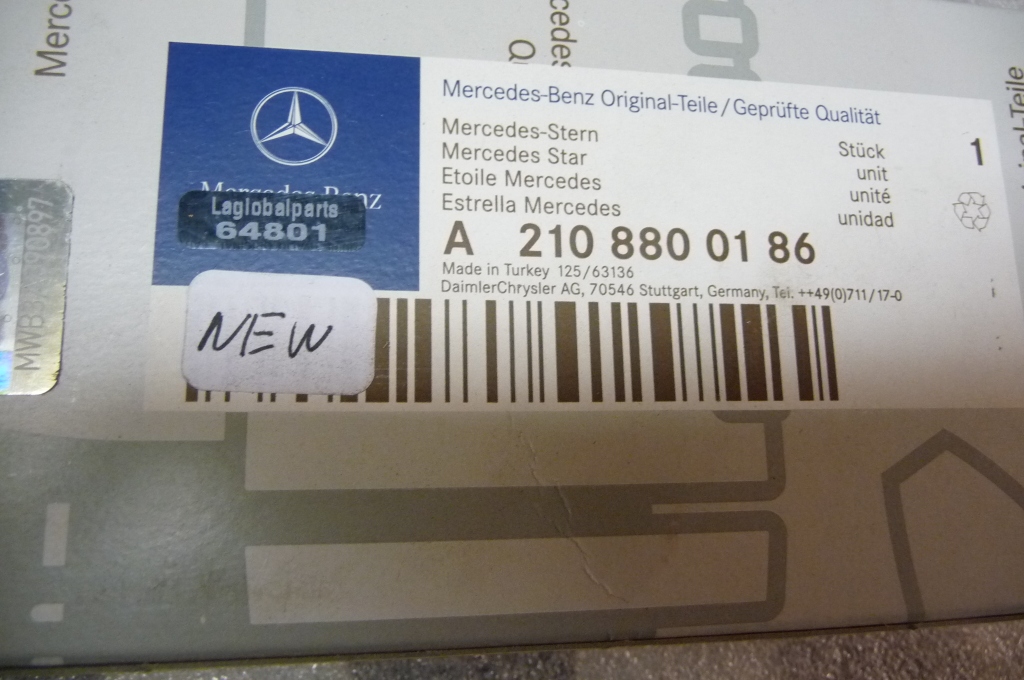 Mercedes-Benz Original-Teile/Geprüfte Qualität
Mercedes-Stern
Mercedes Star
Etoile Mercedes
Estrella Mercedes
Stück
unit
unité
unidad
1
A 210 880 01 86
Made in Turkey 125/63136
DaimlerChrysler AG, 70546 Stuttgart, Germany, Tel. ++49(0)711/17-0
Mercedes-Benz
Laglobalparts
64801
NEW